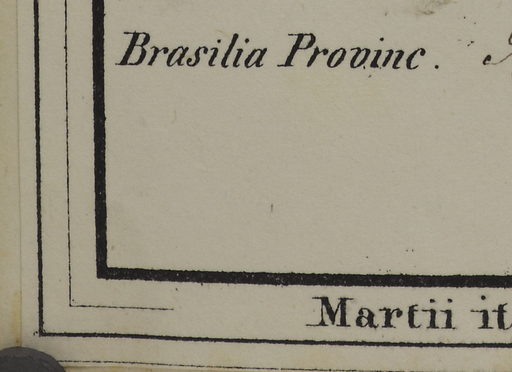 Brasilia Provinc.
Martii it